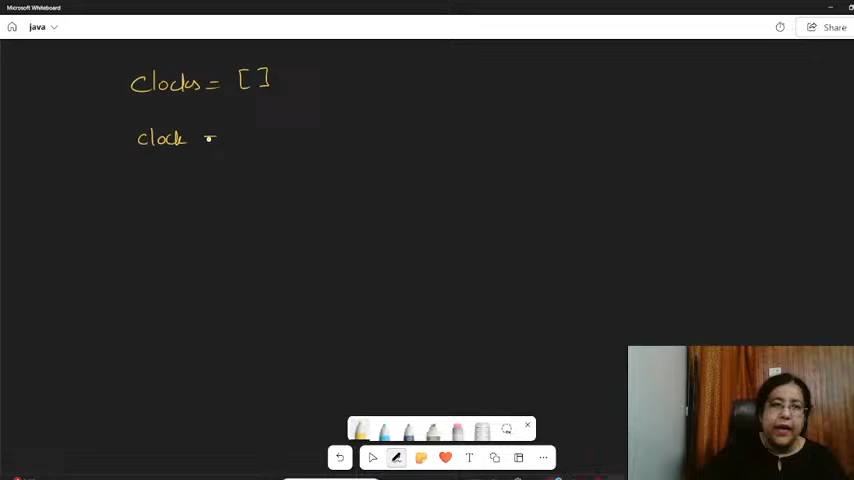 Microsoft Whiteboard
java
Share
Clocks = []
clock =
T